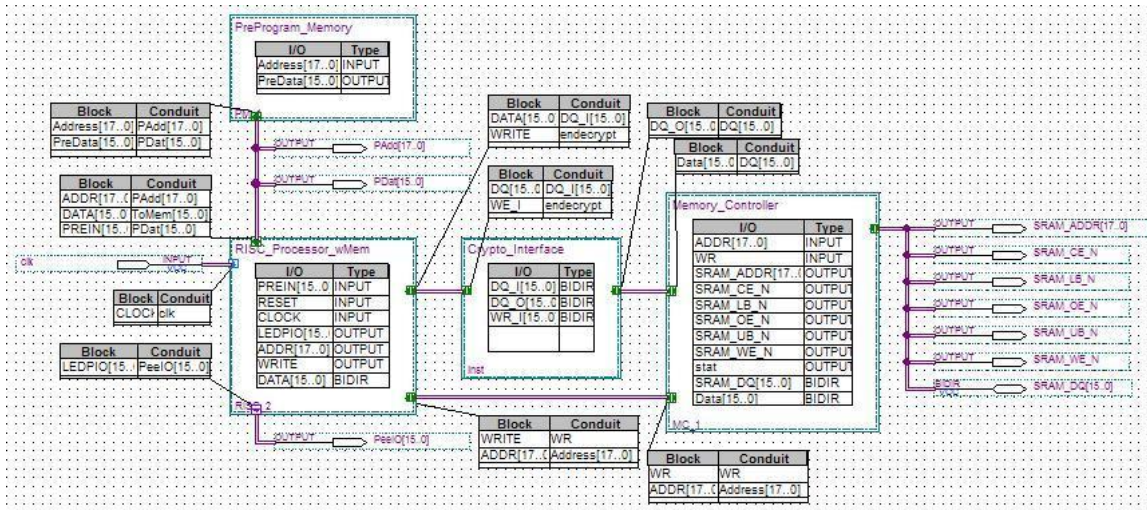 PreProgram_Memory
I/O Type
Address[17..0] INPUT
PreData[15..0] OUTPUT
Block Conduit
Address[17..0] PAdd[17..0]
PreData[15..0] PDat[15..0]
OUTPUT PAdd[17..0]
OUTPUT PDat[15..0]
Block Conduit
ADDR[17..( PAdd[17..0]
DATA[15..0 ToMem[15..0]
PREIN[15..( PDat[15..0]
clk INPUT
VCC
Block Conduit
CLOCK clk
Block Conduit
LEDPIO[15..( PeeIO[15..0]
RISC_Processor_wMem
I/O Type
PREIN[15..0] INPUT
RESET INPUT
CLOCK INPUT
LEDPIO[15..( OUTPUT
ADDR[17..0] OUTPUT
WRITE OUTPUT
DATA[15..0] BIDIR
RISC_2
OUTPUT PeeIO[15..0]
Block Conduit
DATA[15..0 DQ_I[15..0]
WRITE endecrypt
Block Conduit
DQ[15..0 DQ_I[15..0]
WE_I endecrypt
Crypto_Interface
I/O Type
DQ_I[15..0] BIDIR
DQ_O[15..0] BIDIR
WR_I[15..0] BIDIR
inst
Block Conduit
DQ_O[15..0 DQ[15..0]
Block Conduit
Data[15..0 DQ[15..0]
Block Conduit
WRITE WR
ADDR[17..( Address[17..0]
Block Conduit
WR WR
ADDR[17..( Address[17..0]
Memory_Controller
I/O Type
ADDR[17..0] INPUT
WR INPUT
SRAM_ADDR[17..( OUTPUT
SRAM_CE_N OUTPUT
SRAM_LB_N OUTPUT
SRAM_OE_N OUTPUT
SRAM_UB_N OUTPUT
SRAM_WE_N OUTPUT
stat OUTPUT
SRAM_DQ[15..0] BIDIR
Data[15..0] BIDIR
MC_1
OUTPUT SRAM_ADDR[17..0]
OUTPUT SRAM_CE_N
OUTPUT SRAM_LB_N
OUTPUT SRAM_OE_N
OUTPUT SRAM_UB_N
OUTPUT SRAM_WE_N
BIDIR SRAM_DQ[15..0]
VCC